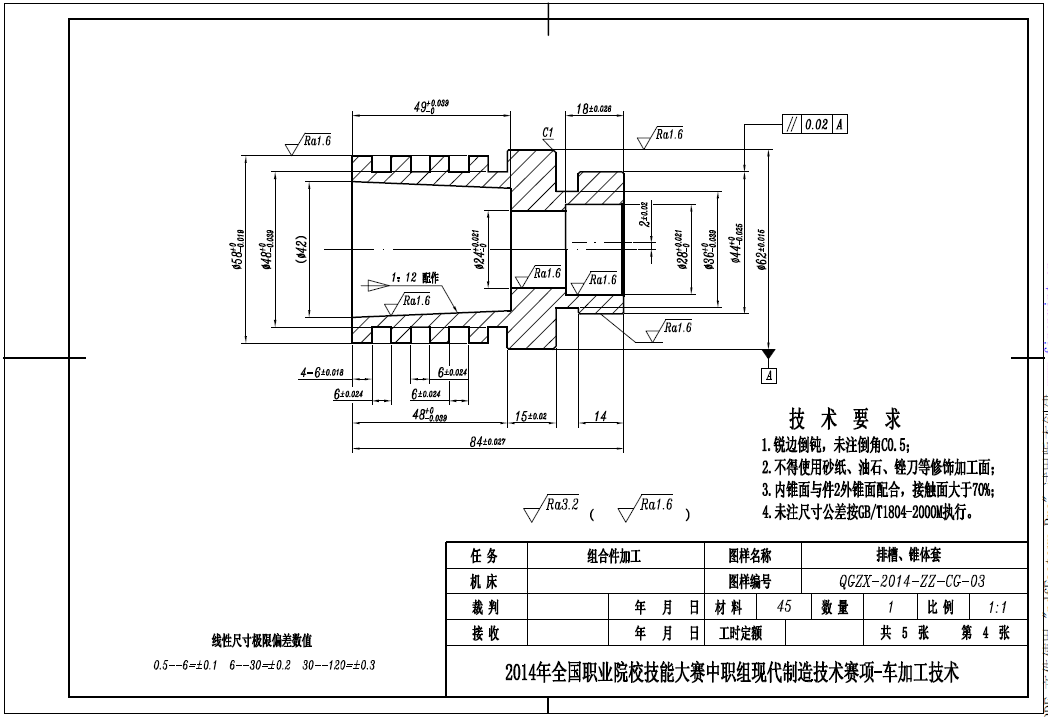 49+0.039-0
18±0.026
// 0.02 A
Ra1.6
C1
Ra1.6
ø58+0-0.019
ø48+0-0.039
(ø42)
ø24+0.021-0
2±0.02
ø28+0.021-0
ø36+0-0.039
ø44+0-0.025
ø62±0.015
1:12 配作
Ra1.6
Ra1.6
Ra1.6
Ra1.6
A
4-6±0.018
6±0.024
6±0.024
6±0.024
48+0-0.039
15±0.02
14
84±0.027
技术要求
1.锐边倒钝，未注倒角C0.5；
2.不得使用砂纸、油石、锉刀等修饰加工面；
3.内锥面与件2外锥面配合，接触面大于70%；
4.未注尺寸公差按GB/T1804-2000M执行。
Ra3.2 ( Ra1.6 )
任务 组合件加工 图样名称 排槽、锥体套
机床 图样编号 QGZX-2014-ZZ-CG-03
裁判 年 月 日 材料 45 数量 1 比例 1:1
接收 年 月 日 工时定额 共 5 张 第 4 张
2014年全国职业院校技能大赛中职组现代制造技术赛项-车加工技术
线性尺寸极限偏差数值
0.5--6=±0.1 6--30=±0.2 30--120=±0.3